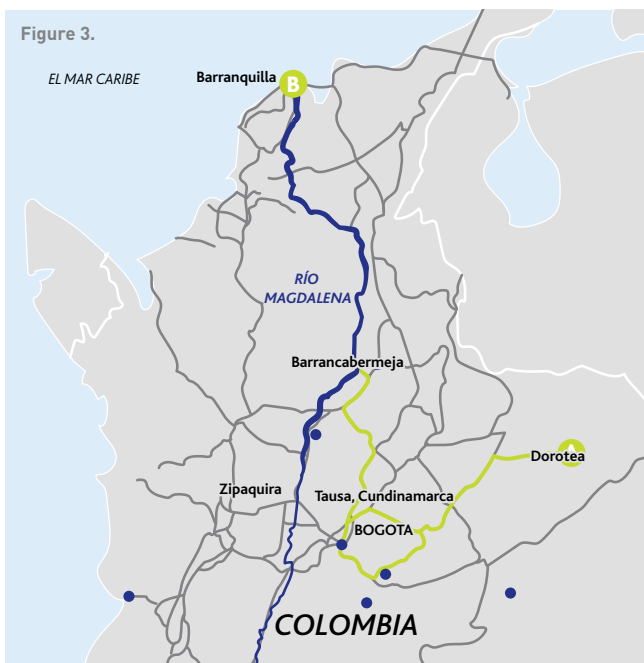 Figure 3.
EL MAR CARIBE
Barranquilla
B
RÍO
MAGDALENA
Barrancabermeja
Dorotea
Zipaquira
Tausa, Cundinamarca
BOGOTA
COLOMBIA